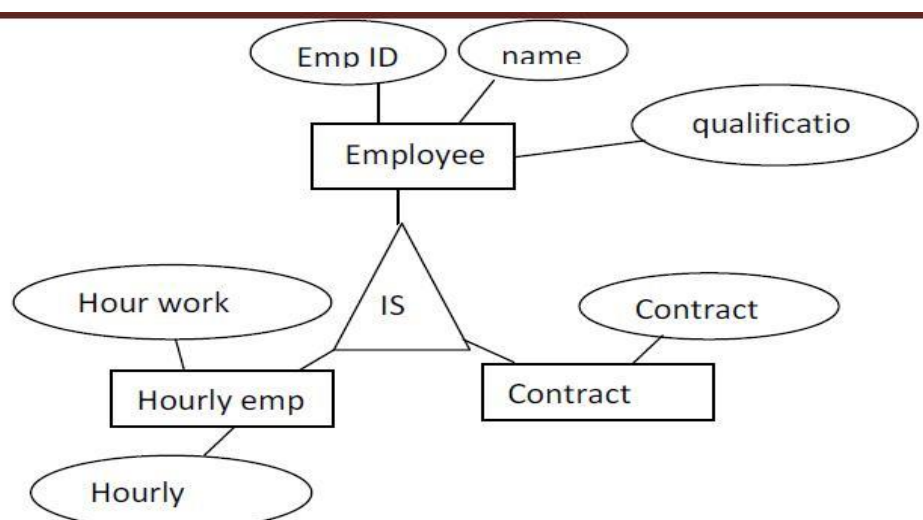 Emp ID
name
qualificatio
Employee
Hour work
IS
Contract
Hourly emp
Contract
Hourly